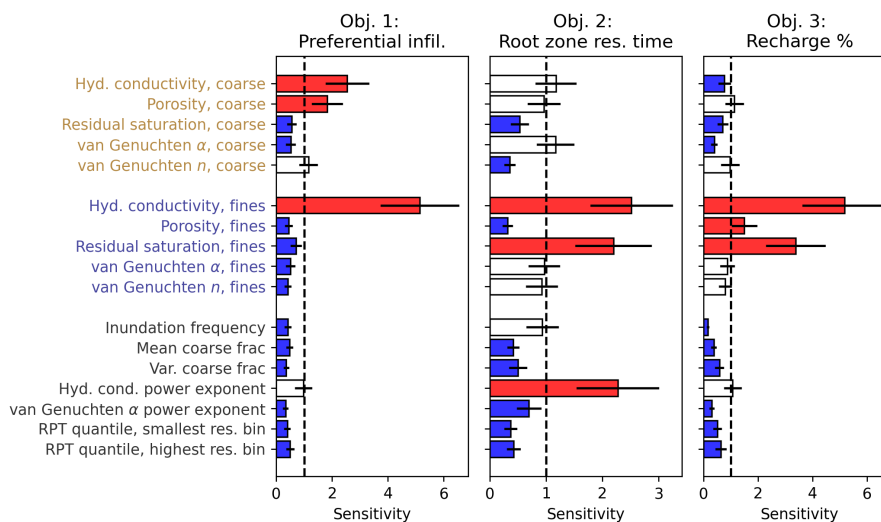 Obj. 1:
Preferential infil.
Obj. 2:
Root zone res. time
Obj. 3:
Recharge %
Hyd. conductivity, coarse
Porosity, coarse
Residual saturation, coarse
van Genuchten α, coarse
van Genuchten n, coarse
Hyd. conductivity, fines
Porosity, fines
Residual saturation, fines
van Genuchten α, fines
van Genuchten n, fines
Inundation frequency
Mean coarse frac
Var. coarse frac
Hyd. cond. power exponent
van Genuchten α power exponent
RPT quantile, smallest res. bin
RPT quantile, highest res. bin
0 2 4 6
Sensitivity
0 1 2 3
Sensitivity
0 2 4 6
Sensitivity